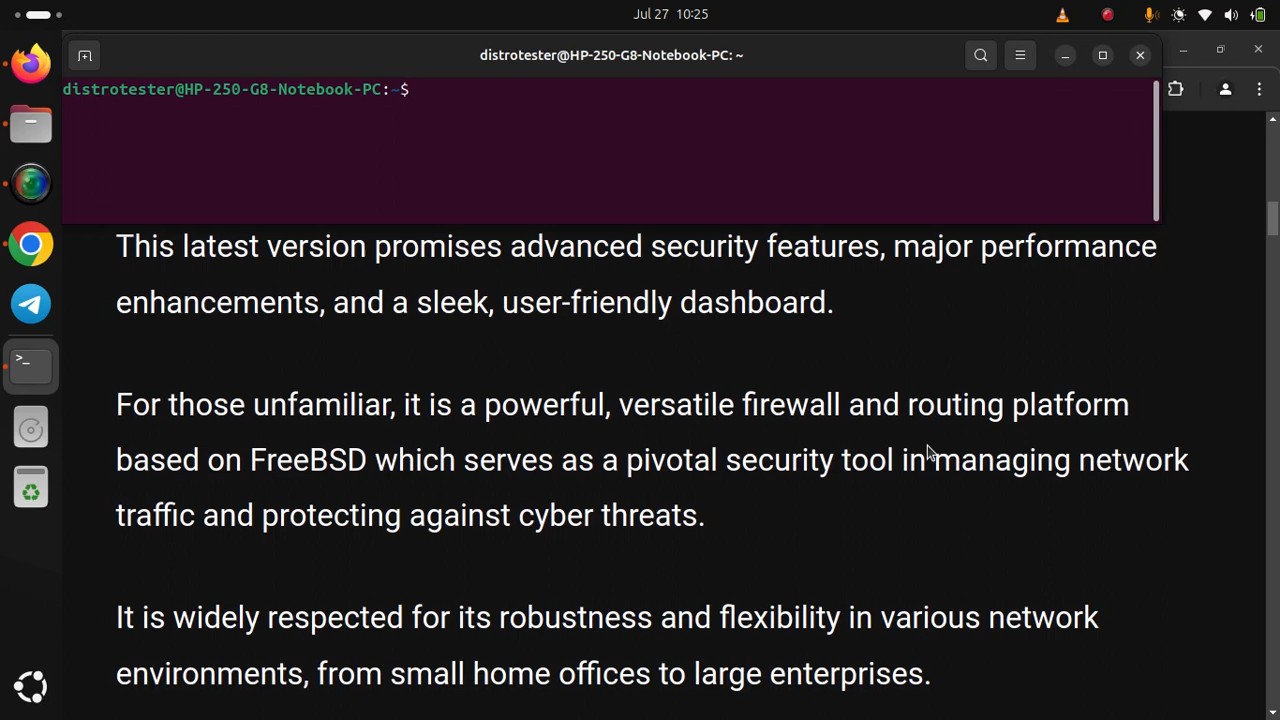 Jul 27 10:25
distrotester@HP-250-G8-Notebook-PC: ~
distrotester@HP-250-G8-Notebook-PC:~$
This latest version promises advanced security features, major performance
enhancements, and a sleek, user-friendly dashboard.
For those unfamiliar, it is a powerful, versatile firewall and routing platform
based on FreeBSD which serves as a pivotal security tool in managing network
traffic and protecting against cyber threats.
It is widely respected for its robustness and flexibility in various network
environments, from small home offices to large enterprises.